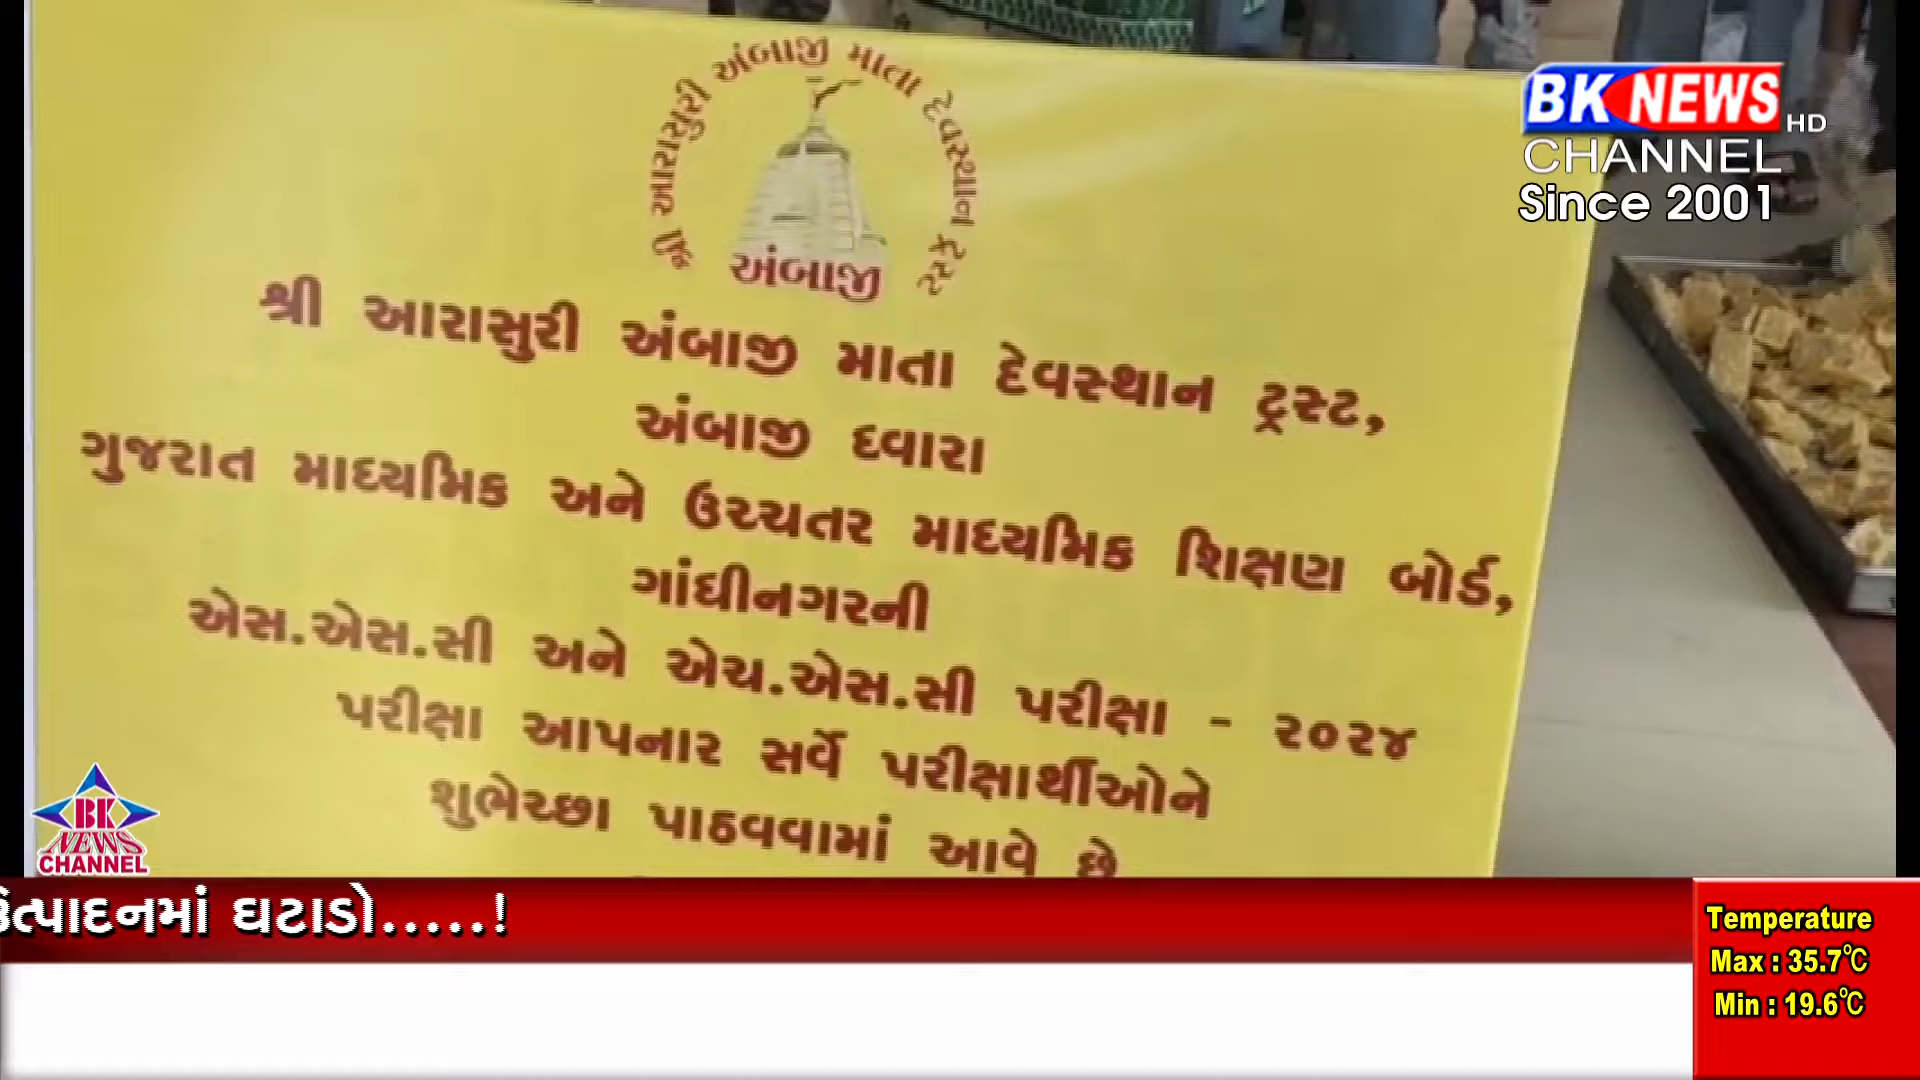 શ્રી આરાસુરી અંબાજી માતા દેવસ્થાન ટ્રસ્ટ
અંબાજી
શ્રી આરાસુરી અંબાજી માતા દેવસ્થાન ટ્રસ્ટ,
અંબાજી ધ્વારા
ગુજરાત માધ્યમિક અને ઉચ્ચતર માધ્યમિક શિક્ષણ બોર્ડ,
ગાંધીનગરની
એસ.એસ.સી અને એચ.એસ.સી પરીક્ષા - ૨૦૨૪
પરીક્ષા આપનાર સર્વે પરીક્ષાર્થીઓને
શુભેચ્છા પાઠવવામાં આવે છે
BK NEWS HD
CHANNEL
Since 2001
BK
NEWS
CHANNEL
ઉત્પાદનમાં ઘટાડો.....!
Temperature
Max : 35.7℃
Min : 19.6℃